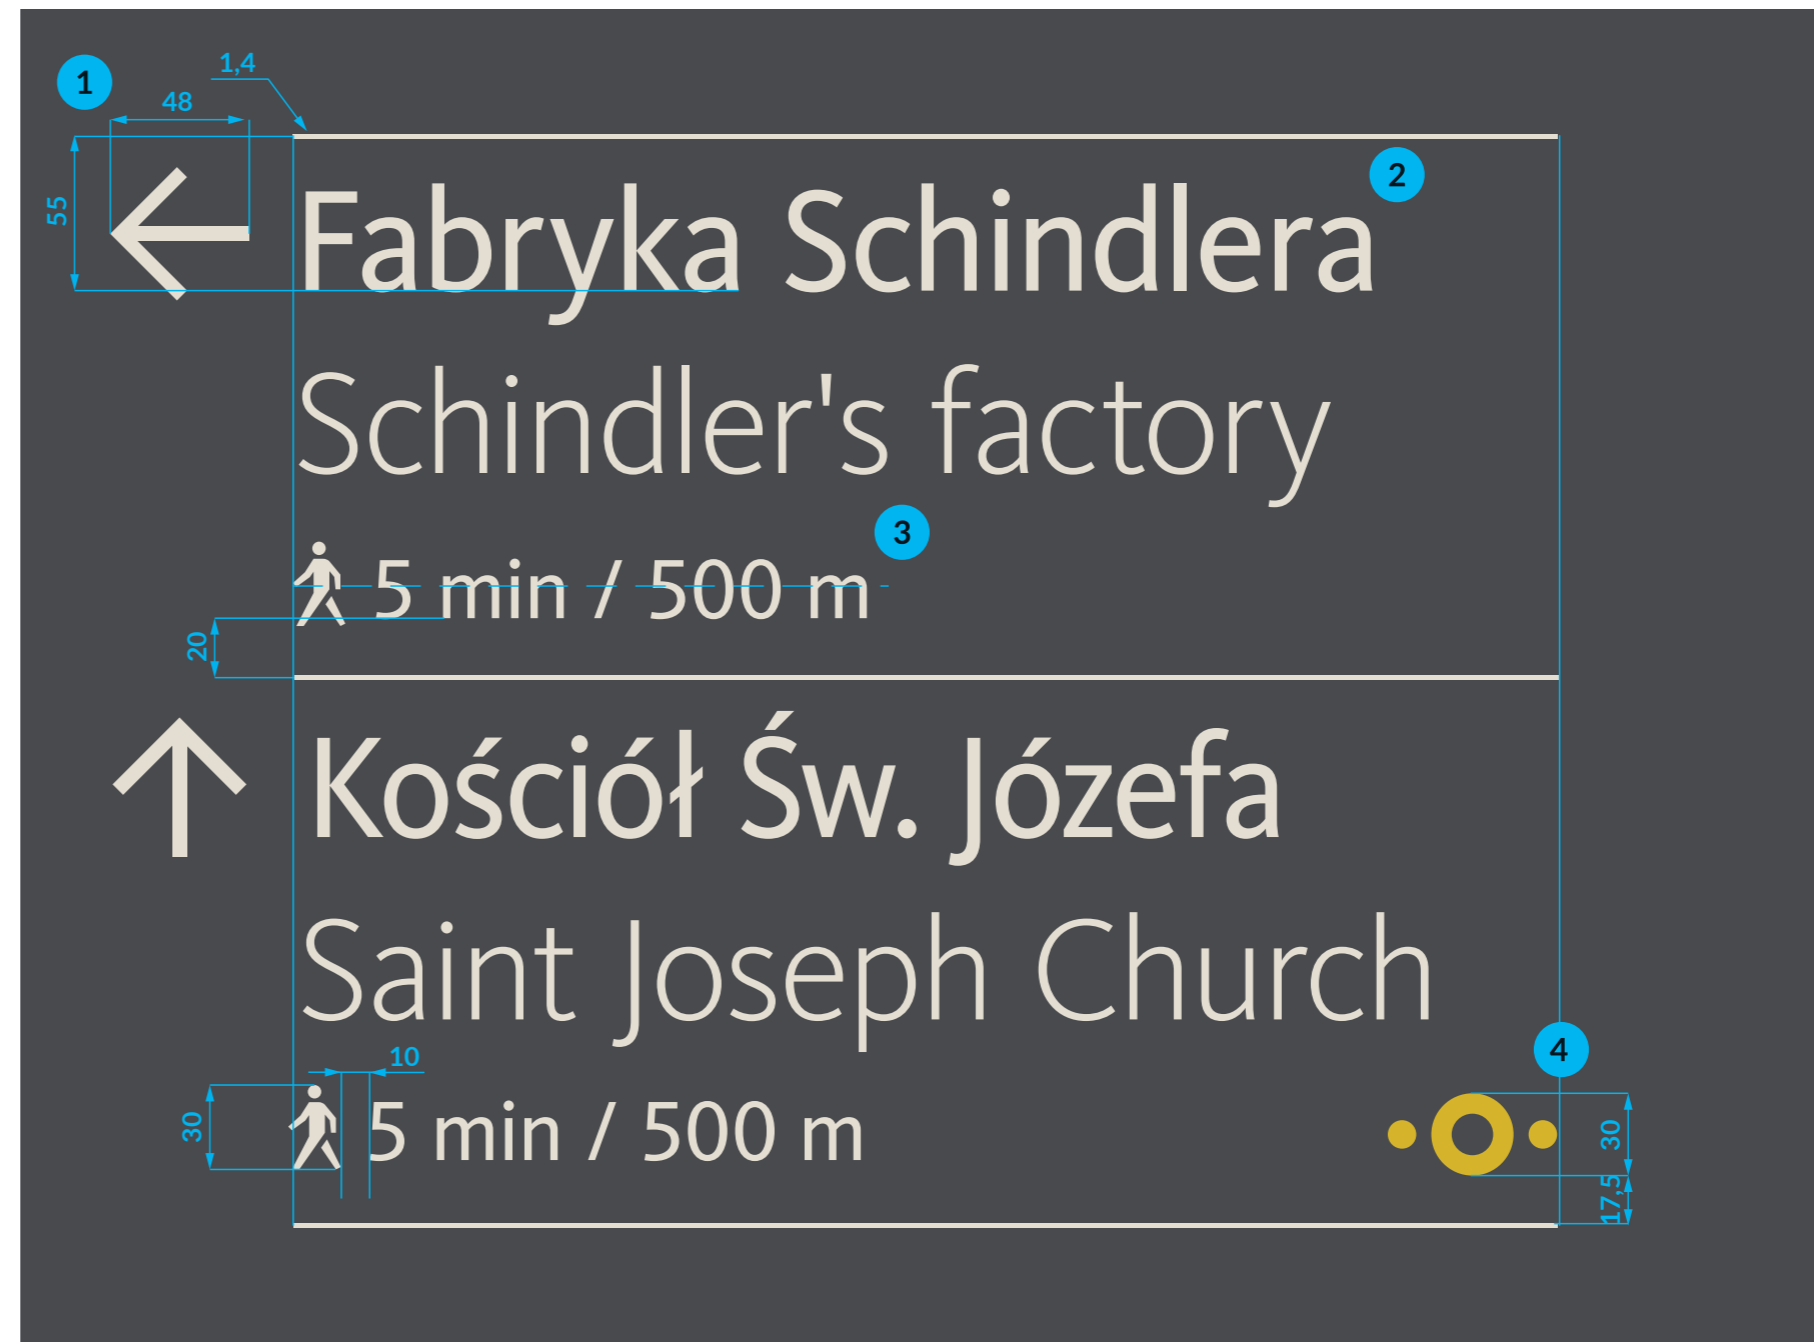 1
1,4
48
55
2
Fabryka Schindlera
Schindler's factory
3
5 min / 500 m
20
Kościół Św. Józefa
Saint Joseph Church
4
10
30
5 min / 500 m
30
17,5